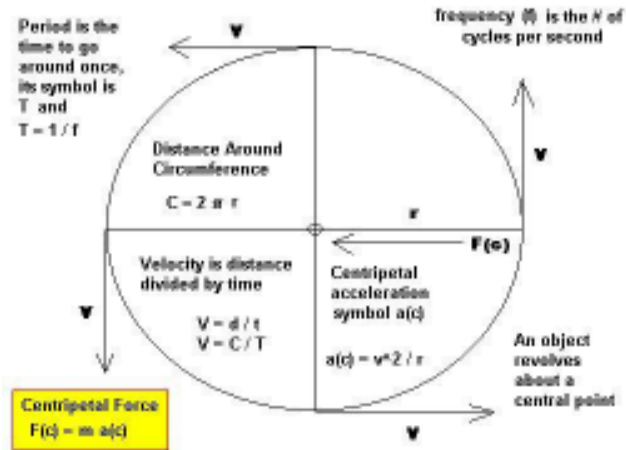 Period is the
time to go
around once,
its symbol is
T and
T = 1 / f
V
frequency (f) is the # of
cycles per second
V
Distance Around
Circumference
C = 2 π r
r
F(c)
Velocity is distance
divided by time
V = d / t
V = C / T
Centripetal
acceleration
symbol a(c)
a(c) = v^2 / r
V
An object
revolves
about a
central point
V
Centripetal Force
F(c) = m a(c)